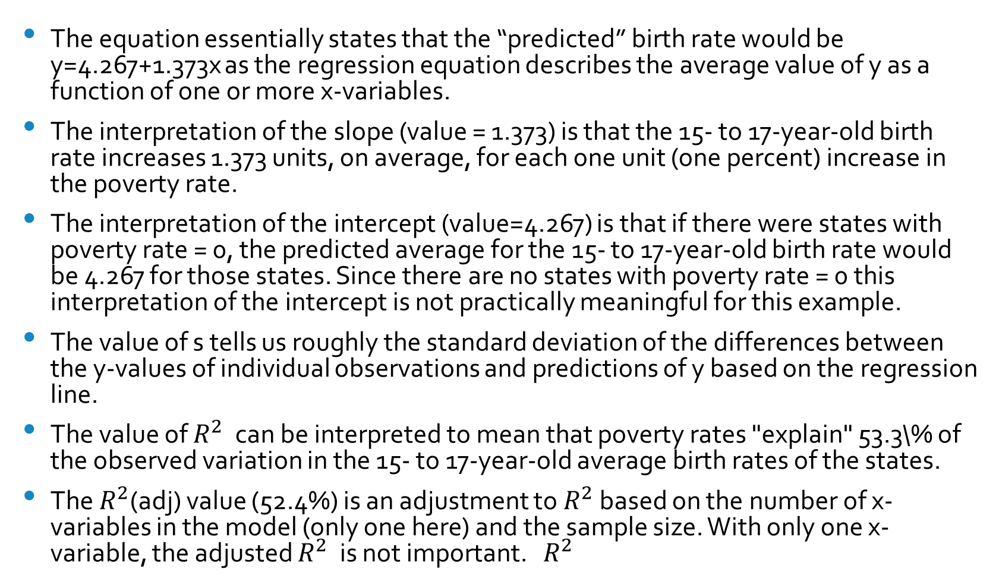 • The equation essentially states that the “predicted” birth rate would be
y=4.267+1.373x as the regression equation describes the average value of y as a
function of one or more x-variables.
• The interpretation of the slope (value = 1.373) is that the 15- to 17-year-old birth
rate increases 1.373 units, on average, for each one unit (one percent) increase in
the poverty rate.
• The interpretation of the intercept (value=4.267) is that if there were states with
poverty rate = 0, the predicted average for the 15- to 17-year-old birth rate would
be 4.267 for those states. Since there are no states with poverty rate = 0 this
interpretation of the intercept is not practically meaningful for this example.
• The value of s tells us roughly the standard deviation of the differences between
the y-values of individual observations and predictions of y based on the regression
line.
• The value of R² can be interpreted to mean that poverty rates "explain" 53.3\% of
the observed variation in the 15- to 17-year-old average birth rates of the states.
• The R²(adj) value (52.4%) is an adjustment to R² based on the number of x-
variables in the model (only one here) and the sample size. With only one x-
variable, the adjusted R² is not important. R²